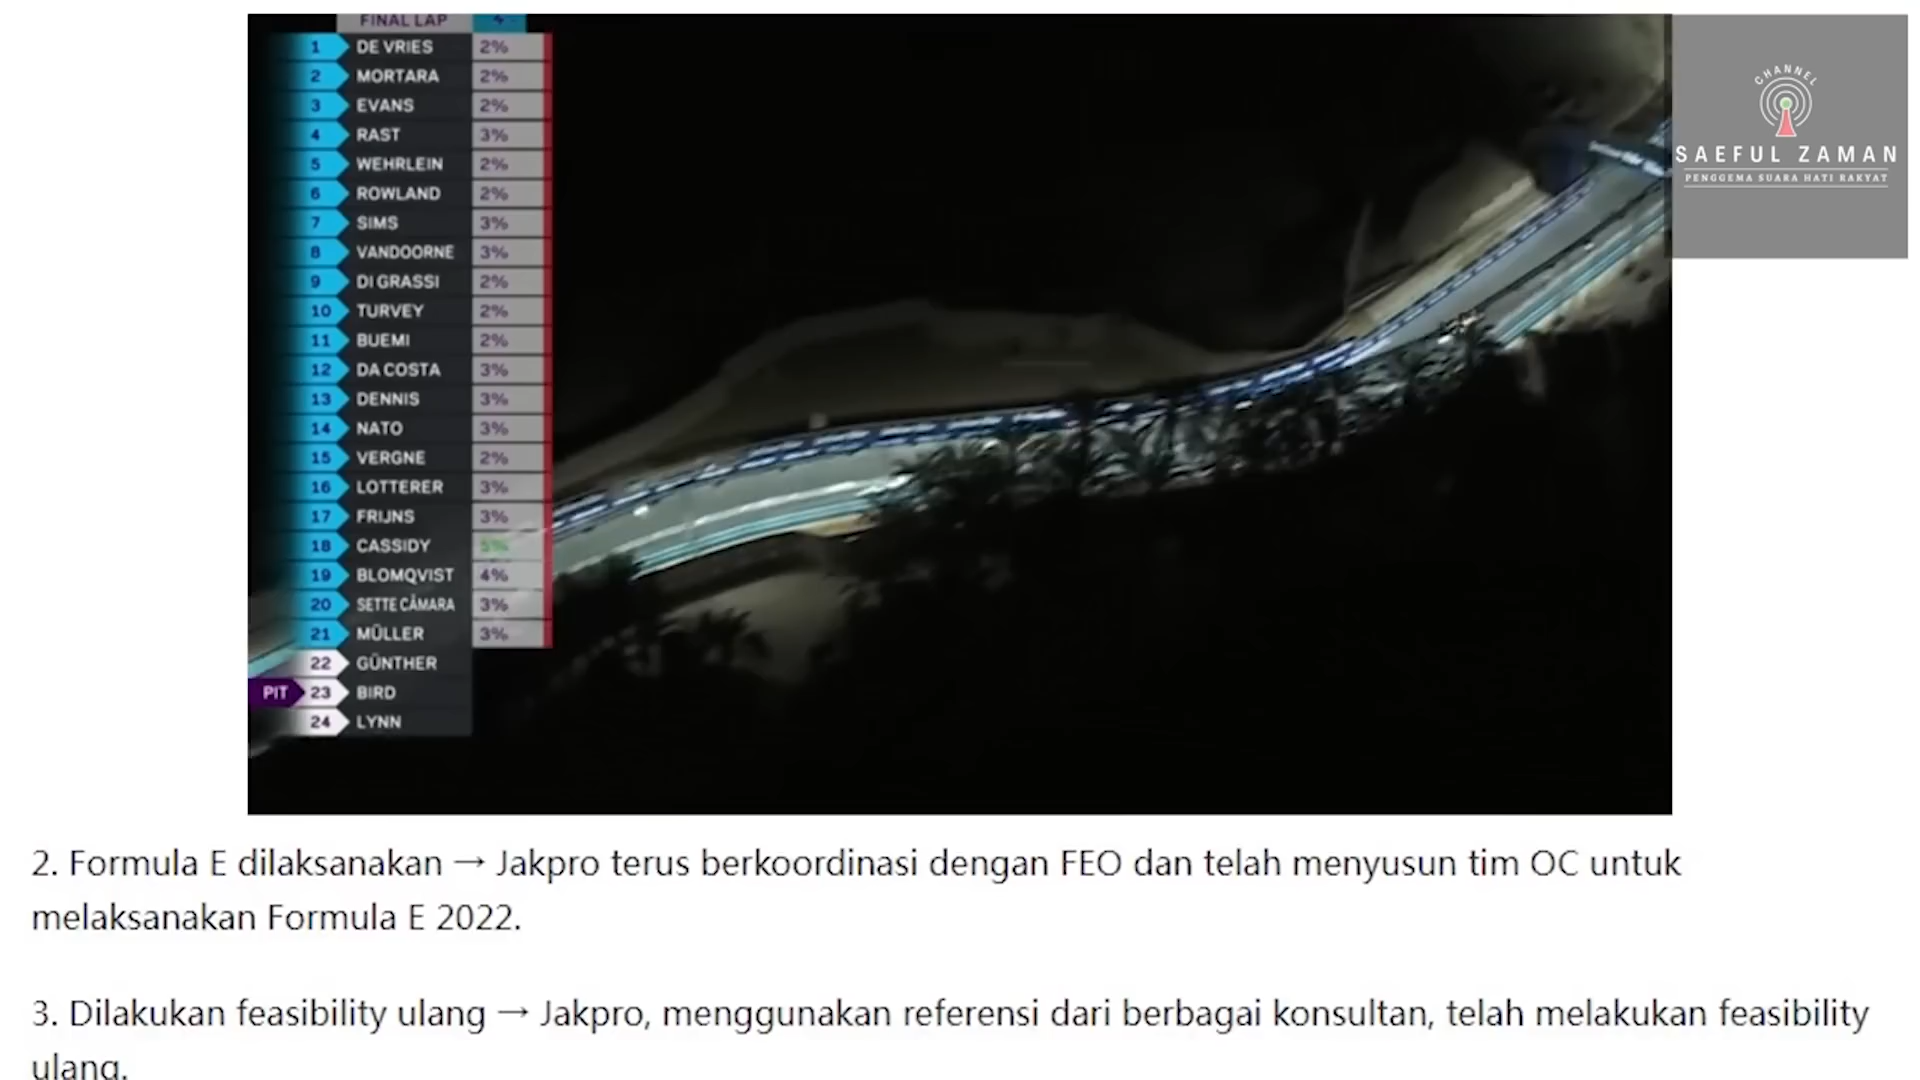 FINAL LAP
1 DE VRIES 2%
2 MORTARA 2%
3 EVANS 2%
4 RAST 3%
5 WEHRLEIN 2%
6 ROWLAND 2%
7 SIMS 3%
8 VANDOORNE 3%
9 DI GRASSI 2%
10 TURVEY 2%
11 BUEMI 2%
12 DA COSTA 3%
13 DENNIS 3%
14 NATO 3%
15 VERGNE 2%
16 LOTTERER 3%
17 FRIJNS 3%
18 CASSIDY
19 BLOMQVIST 4%
20 SETTE CÂMARA 3%
21 MÜLLER 3%
22 GÜNTHER
PIT 23 BIRD
24 LYNN
CHANNEL
SAEFUL ZAMAN
PENGGEMA SUARA HATI RAKYAT
2. Formula E dilaksanakan → Jakpro terus berkoordinasi dengan FEO dan telah menyusun tim OC untuk
melaksanakan Formula E 2022.
3. Dilakukan feasibility ulang → Jakpro, menggunakan referensi dari berbagai konsultan, telah melakukan feasibility
ulang.